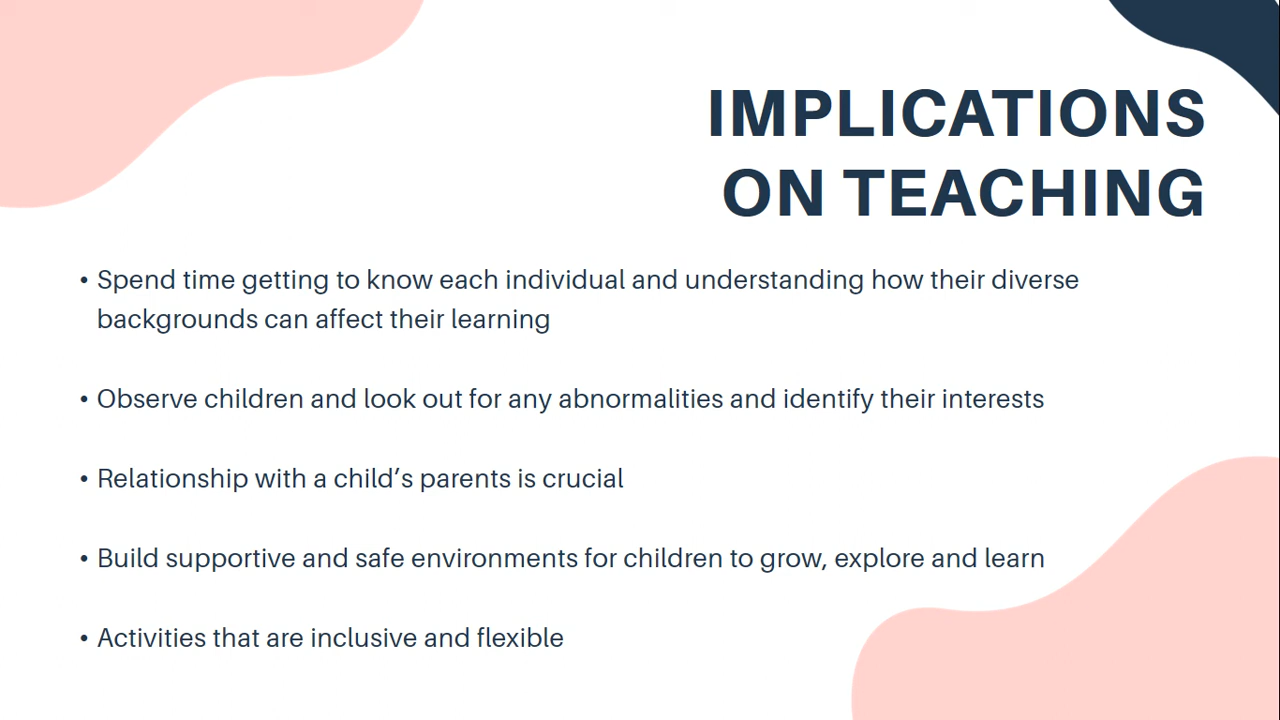 IMPLICATIONS
ON TEACHING
• Spend time getting to know each individual and understanding how their diverse
backgrounds can affect their learning
• Observe children and look out for any abnormalities and identify their interests
• Relationship with a child’s parents is crucial
• Build supportive and safe environments for children to grow, explore and learn
• Activities that are inclusive and flexible